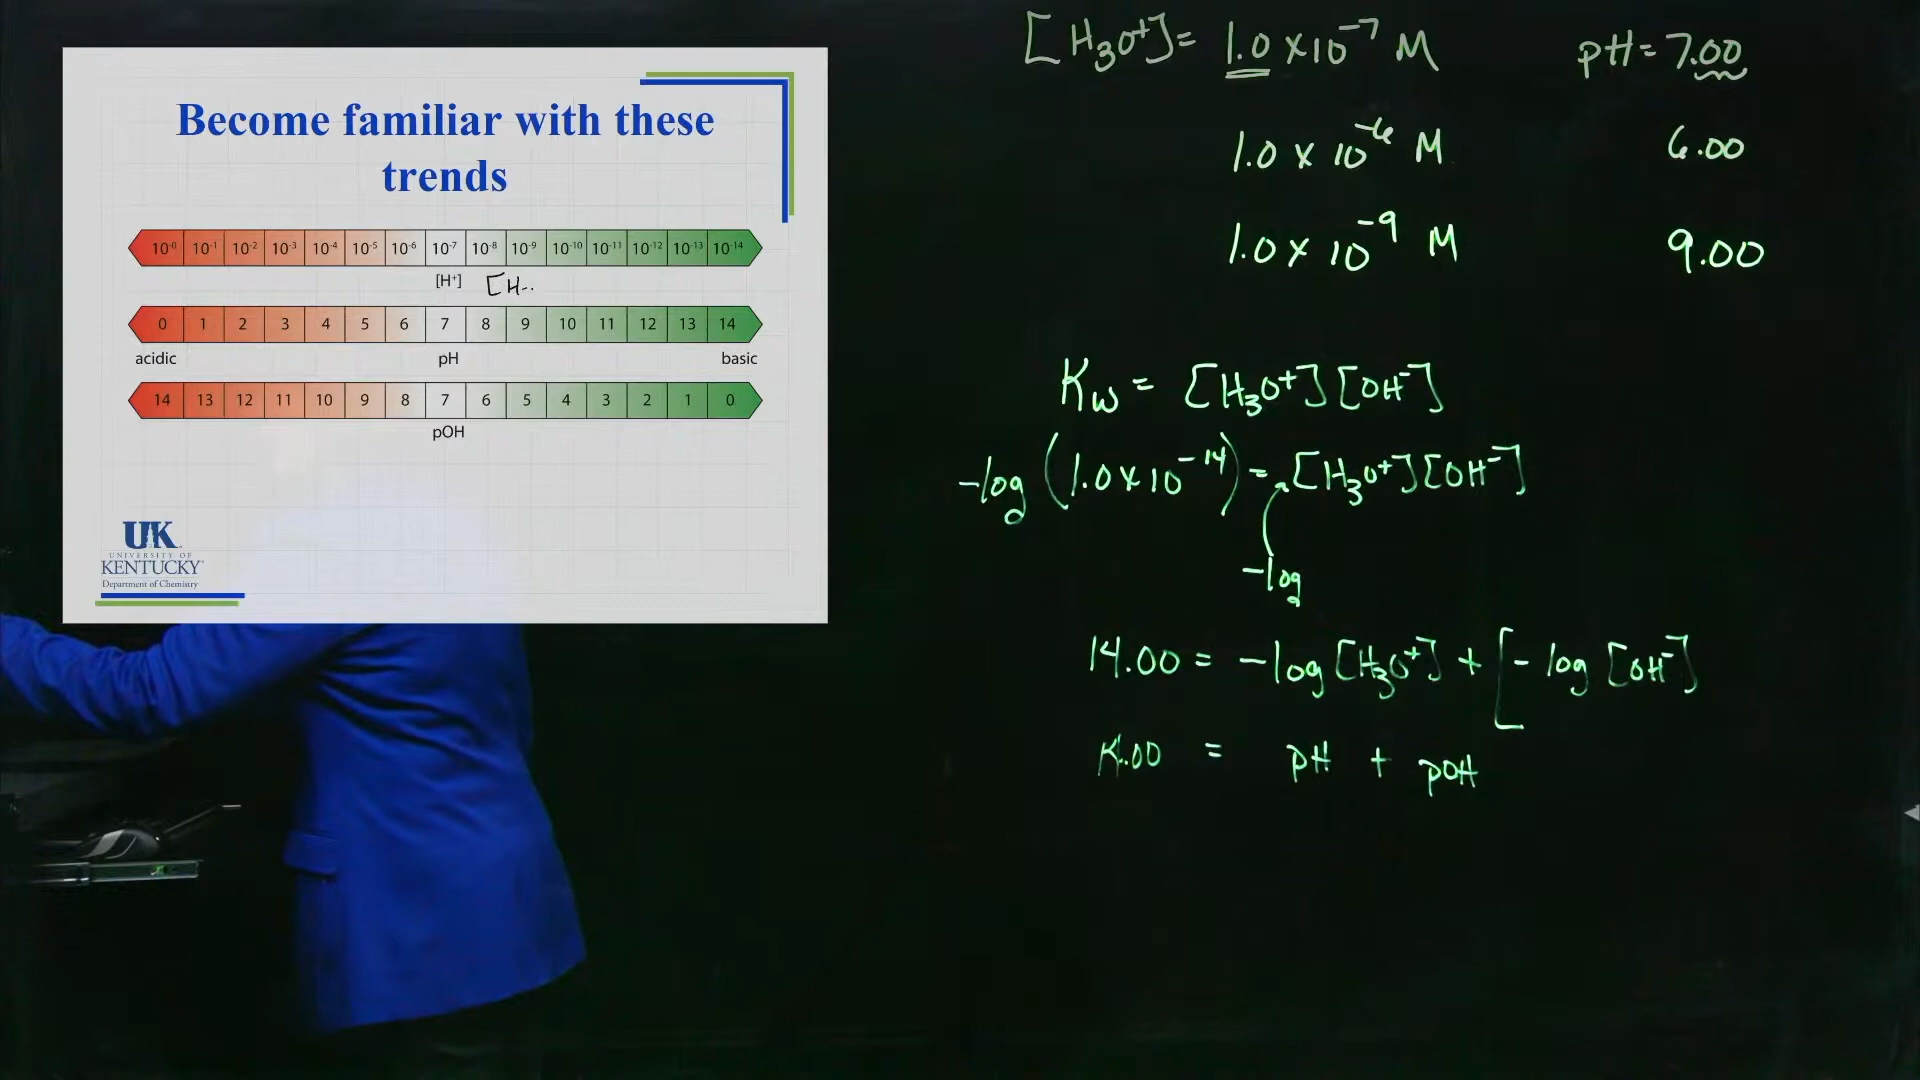 Become familiar with these
trends
10⁻⁰ 10⁻¹ 10⁻² 10⁻³ 10⁻⁴ 10⁻⁵ 10⁻⁶ 10⁻⁷ 10⁻⁸ 10⁻⁹ 10⁻¹⁰ 10⁻¹¹ 10⁻¹² 10⁻¹³ 10⁻¹⁴
[H⁺] [H
0 1 2 3 4 5 6 7 8 9 10 11 12 13 14
acidic pH basic
14 13 12 11 10 9 8 7 6 5 4 3 2 1 0
pOH
UK
UNIVERSITY OF
KENTUCKY
Department of Chemistry
[H₃O⁺] = 1.0 x 10⁻⁷ M pH = 7.00
1.0 x 10⁻⁶ M 6.00
1.0 x 10⁻⁹ M 9.00
Kw = [H₃O⁺][OH⁻]
-log (1.0 x 10⁻¹⁴) = [H₃O⁺][OH⁻]
-log
14.00 = -log [H₃O⁺] + [-log [OH⁻]
= pH + pOH